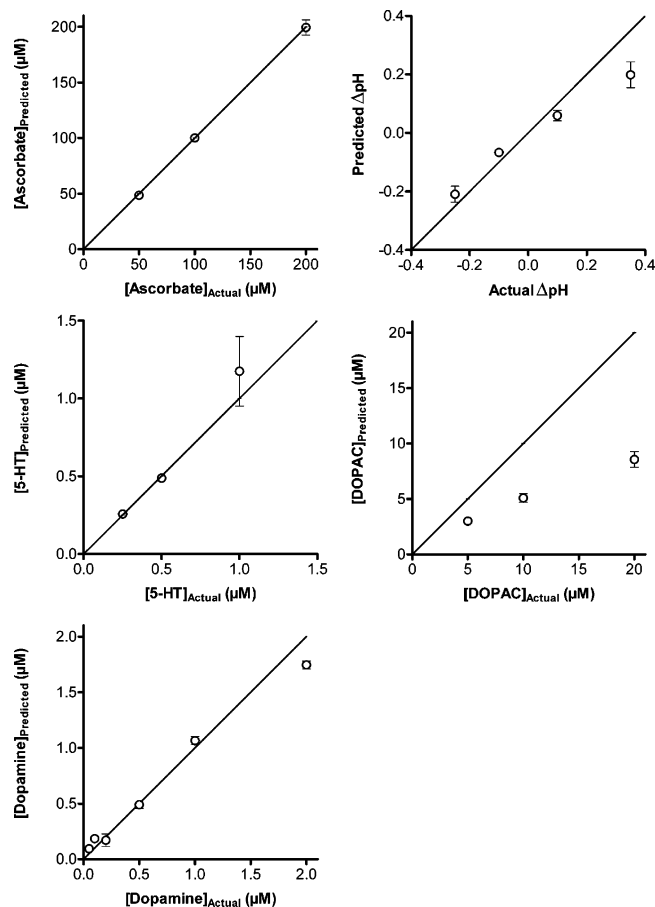 [Ascorbate]Predicted (µM)
200
150
100
50
0
0 50 100 150 200
[Ascorbate]Actual (µM)
Predicted ΔpH
0.4
0.2
0.0
-0.2
-0.4
-0.4 -0.2 0.0 0.2 0.4
Actual ΔpH
[5-HT]Predicted (µM)
1.5
1.0
0.5
0.0
0.0 0.5 1.0 1.5
[5-HT]Actual (µM)
[DOPAC]Predicted (µM)
20
15
10
5
0
0 5 10 15 20
[DOPAC]Actual (µM)
[Dopamine]Predicted (µM)
2.0
1.5
1.0
0.5
0.0
0.0 0.5 1.0 1.5 2.0
[Dopamine]Actual (µM)